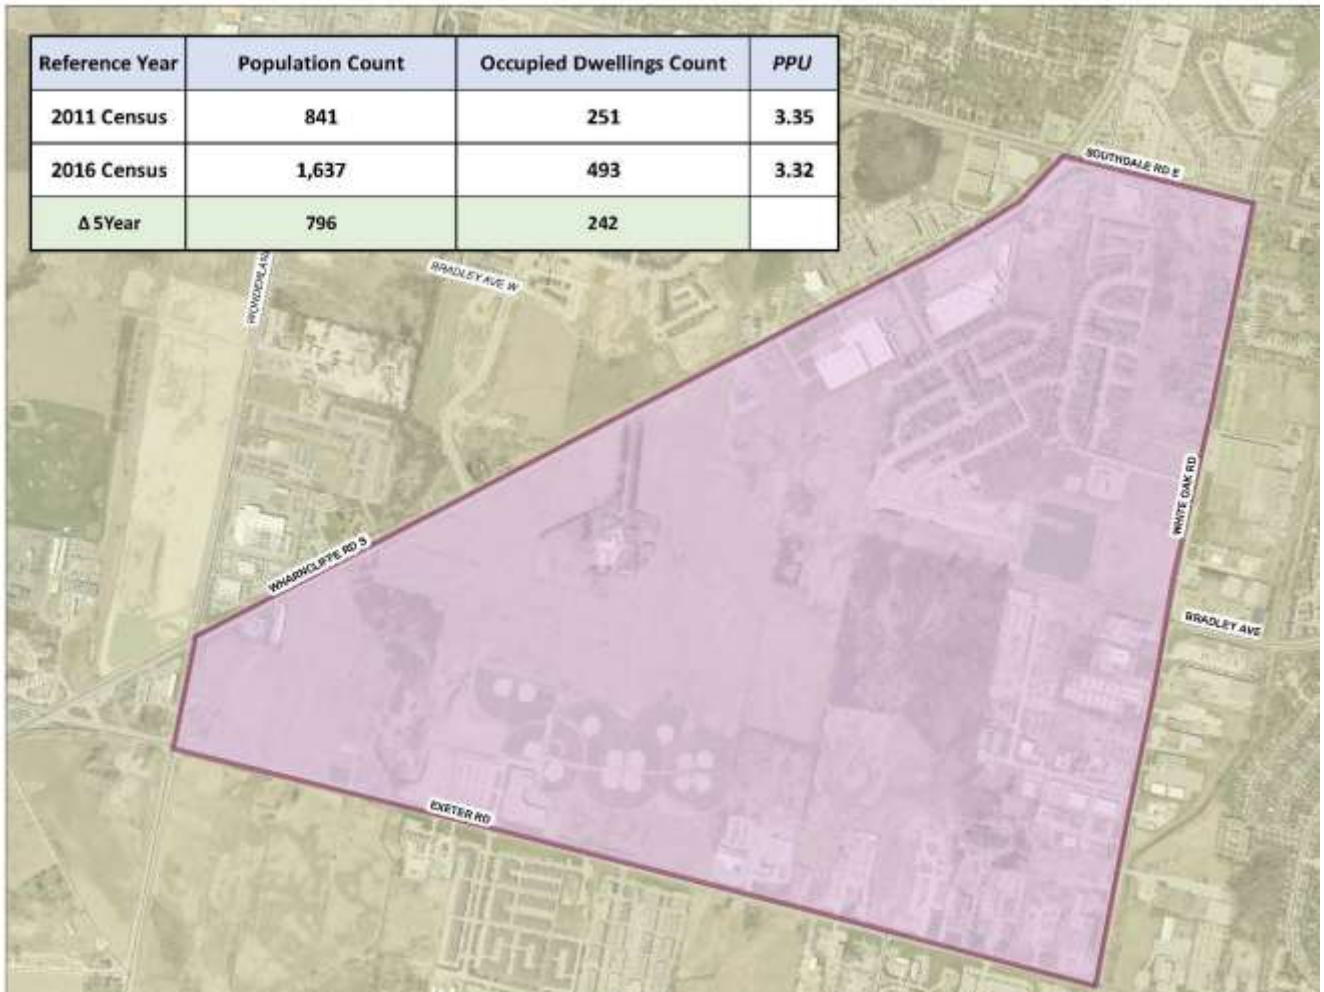 Reference Year Population Count Occupied Dwellings Count PPU
2011 Census 841 251 3.35
2016 Census 1,637 493 3.32
Δ 5Year 796 242
SOUTHDALE RD E
BRADLEY AVE W
WONDERLAN
WHITE OAK RD
WHARNCLIFFE RD S
BRADLEY AVE
EXETER RD